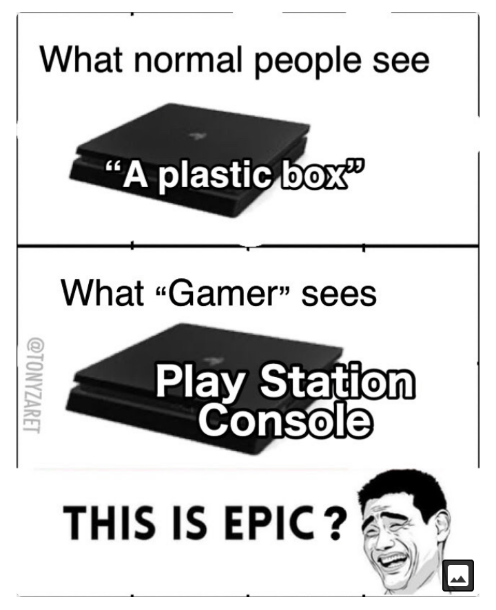 What normal people see
“A plastic box”
What “Gamer” sees
Play Station
Console
@TONYZARET
THIS IS EPIC?